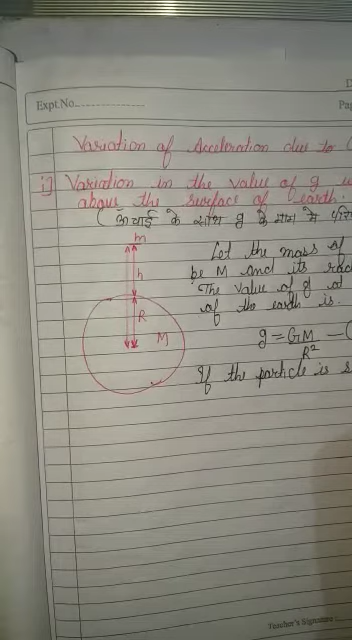 D
Expt.No.
Pa
Variation of Acceleration due to (
i) Variation in the value of g
above the surface of earth.
( ऊचाई के साथ g के मान में परि
m
h
R
M
Let the mass of
be M and its rad
The value of g at
of the earth is.
g = GM/R² — (
If the particle is s
Teacher's Signature :